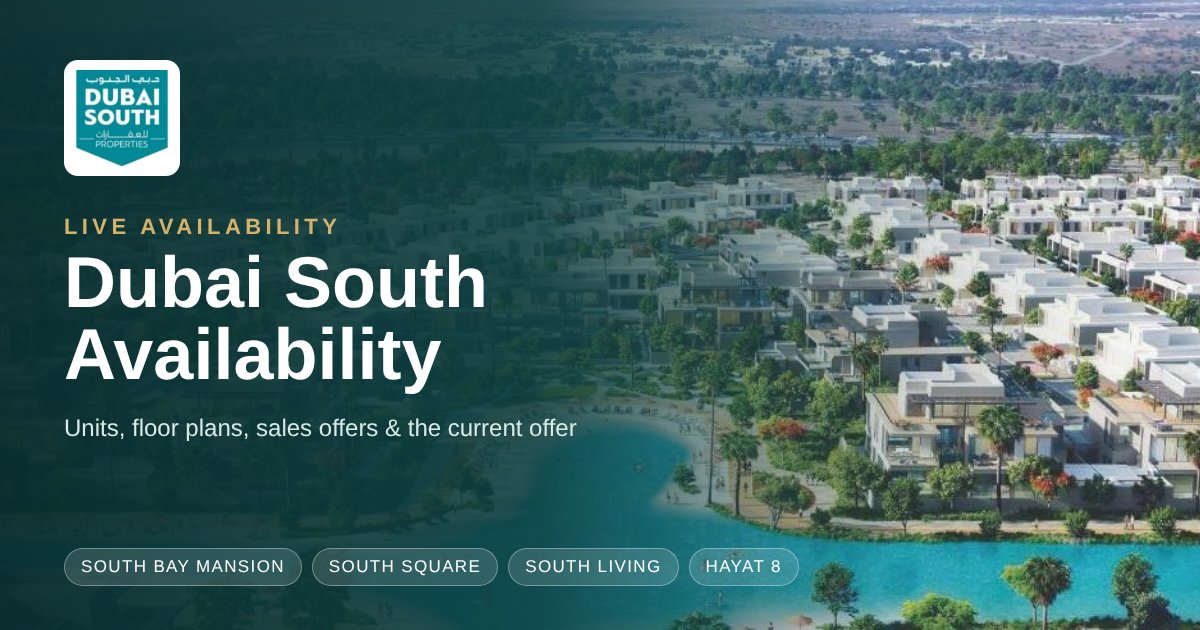 دبي الجنوب
DUBAI
SOUTH
للعقارات
PROPERTIES
LIVE AVAILABILITY
Dubai South
Availability
Units, floor plans, sales offers & the current offer
SOUTH BAY MANSION
SOUTH SQUARE
SOUTH LIVING
HAYAT 8